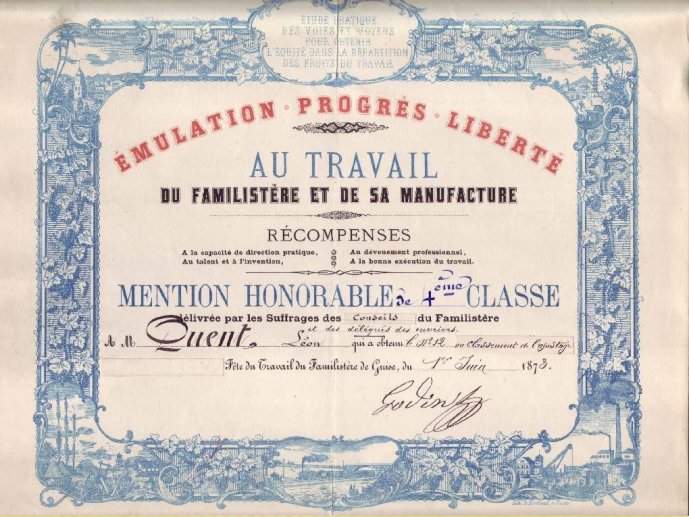 ÉTUDE PRATIQUE
DES VOIES ET MOYENS
POUR OBTENIR
L'ÉQUITÉ DANS LA RÉPARTITION
DES FRUITS DU TRAVAIL
ÉMULATION · PROGRÈS · LIBERTÉ
AU TRAVAIL
DU FAMILISTÈRE ET DE SA MANUFACTURE
RÉCOMPENSES
A la capacité de direction pratique, Au dévouement professionnel,
Au talent et à l'invention, A la bonne exécution du travail.
MENTION HONORABLE de 4ème CLASSE
délivrée par les Suffrages des Conseils du Familistère
et des délégués des ouvriers.
A M. Quent Léon qui a obtenu le No 12 au classement de l'ajustage
Fête du Travail du Familistère de Guise, du 1er Juin 1873.
Godin